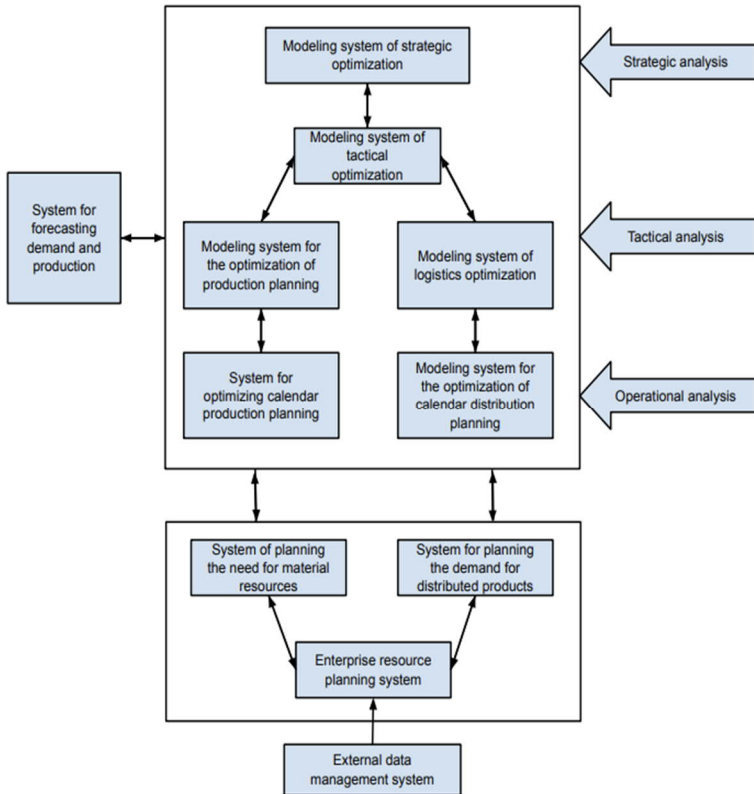 Modeling system of strategic
optimization
Strategic analysis
Modeling system of
tactical
optimization
System for
forecasting
demand and
production
Modeling system for
the optimization of
production planning
Modeling system of
logistics optimization
Tactical analysis
System for
optimizing calendar
production planning
Modeling system for
the optimization of
calendar distribution
planning
Operational analysis
System of planning
the need for material
resources
System for planning
the demand for
distributed products
Enterprise resource
planning system
External data
management system